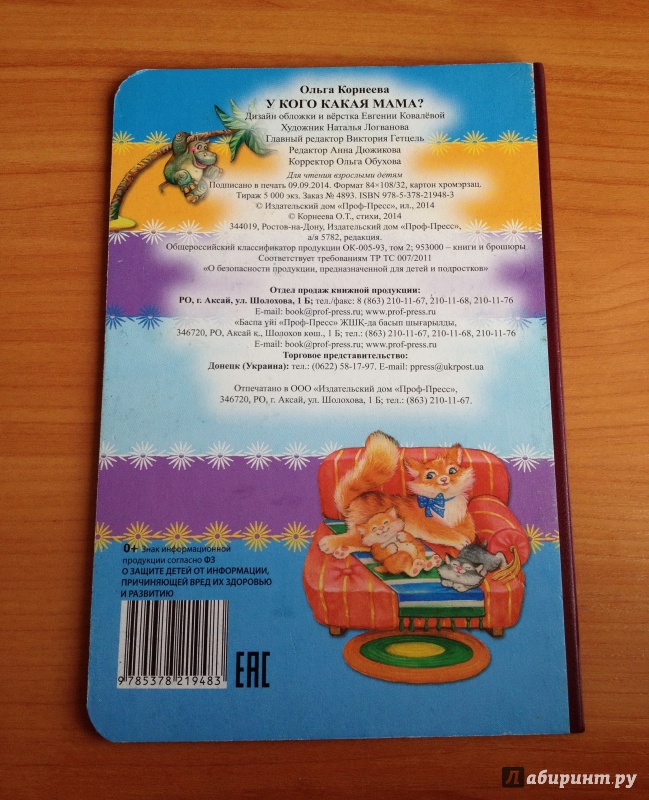 Ольга Корнеева
У КОГО КАКАЯ МАМА?
Дизайн обложки и вёрстка Евгении Ковалёвой
Художник Наталья Логванова
Главный редактор Виктория Гетцель
Редактор Анна Дюжикова
Корректор Ольга Обухова
Для чтения взрослыми детям
Подписано в печать 09.09.2014. Формат 84×108/32, картон хромэрзац.
Тираж 5 000 экз. Заказ № 4893. ISBN 978-5-378-21948-3
© Издательский дом «Проф-Пресс», ил., 2014
© Корнеева О.Т., стихи, 2014
344019, Ростов-на-Дону, Издательский дом «Проф-Пресс»,
а/я 5782, редакция.
Общероссийский классификатор продукции ОК-005-93, том 2; 953000 – книги и брошюры
Соответствует требованиям ТР ТС 007/2011
«О безопасности продукции, предназначенной для детей и подростков»
Отдел продаж книжной продукции:
РО, г. Аксай, ул. Шолохова, 1 Б; тел./факс: 8 (863) 210-11-67, 210-11-68, 210-11-76
E-mail: book@prof-press.ru; www.prof-press.ru
«Баспа үйі «Проф-Пресс» ЖШҚ-да басып шығарылды,
346720, РО, Аксай к., Шолохов көш., 1 Б; тел.: (863) 210-11-67, 210-11-68, 210-11-76
E-mail: book@prof-press.ru; www.prof-press.ru
Торговое представительство:
Донецк (Украина): тел.: (0622) 58-17-97. E-mail: ppress@ukrpost.ua
Отпечатано в ООО «Издательский дом «Проф-Пресс»,
346720, РО, г. Аксай, ул. Шолохова, 1 Б; тел.: (863) 210-11-67.
0+ Знак информационной
продукции согласно ФЗ
О ЗАЩИТЕ ДЕТЕЙ ОТ ИНФОРМАЦИИ,
ПРИЧИНЯЮЩЕЙ ВРЕД ИХ ЗДОРОВЬЮ
И РАЗВИТИЮ
9 785378 219483
ЕАС
Лабиринт.ру